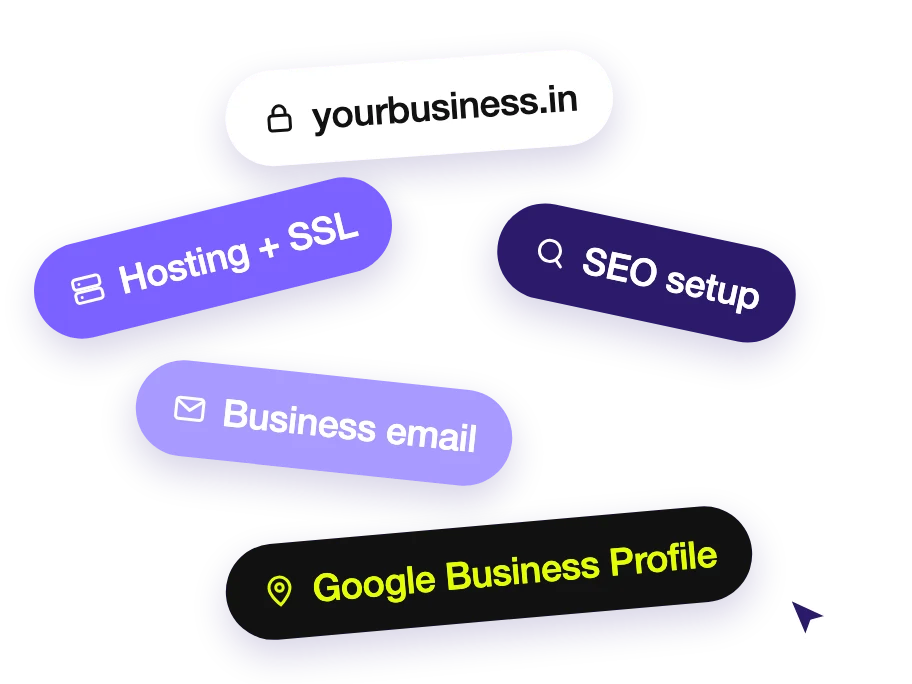 yourbusiness.in
Hosting + SSL
SEO setup
Business email
Google Business Profile